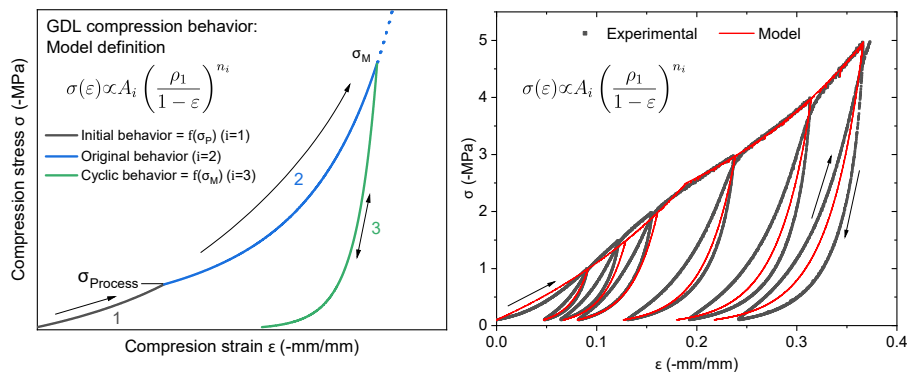 GDL compression behavior:
Model definition
σ(ε)∝A_i (ρ_1 / (1 − ε))^{n_i}
Initial behavior = f(σ_P) (i=1)
Original behavior (i=2)
Cyclic behavior = f(σ_M) (i=3)
σ_M
2
3
σ_Process
1
Compression stress σ (-MPa)
Compresion strain ε (-mm/mm)
Experimental
Model
σ(ε)∝A_i (ρ_1 / (1 − ε))^{n_i}
5
4
3
2
1
0
σ (-MPa)
0.0 0.1 0.2 0.3 0.4
ε (-mm/mm)